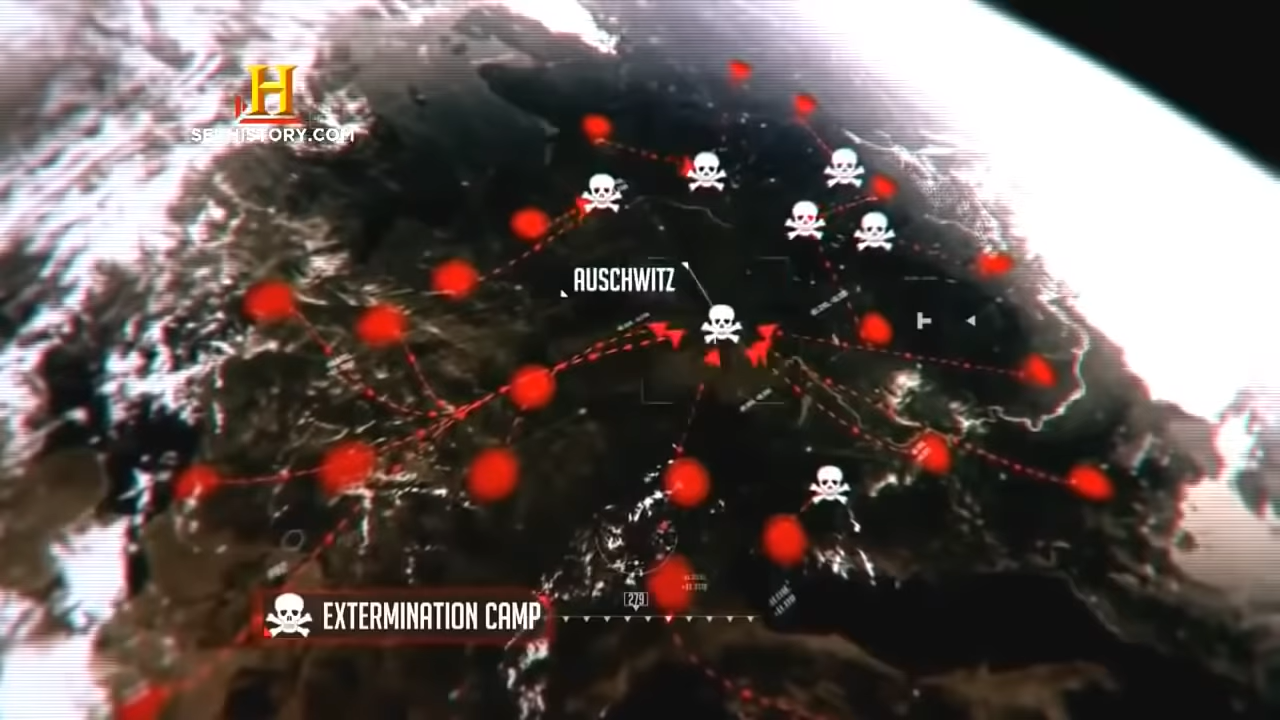 H
SEEHISTORY.COM
AUSCHWITZ
EXTERMINATION CAMP
279